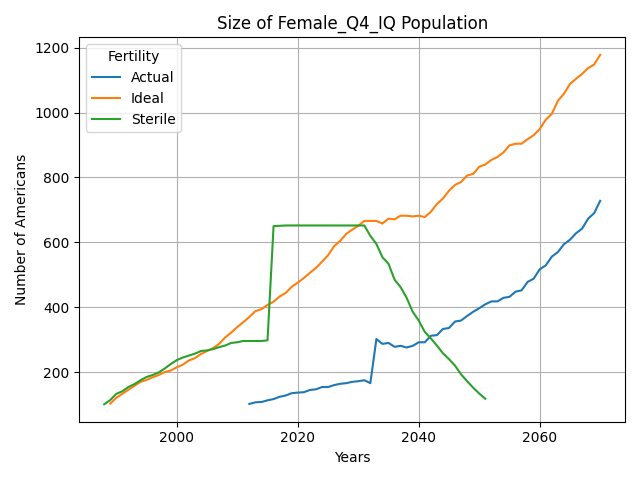 Size of Female_Q4_IQ Population
Fertility
Actual
Ideal
Sterile
Number of Americans
1200
1000
800
600
400
200
2000
2020
2040
2060
Years